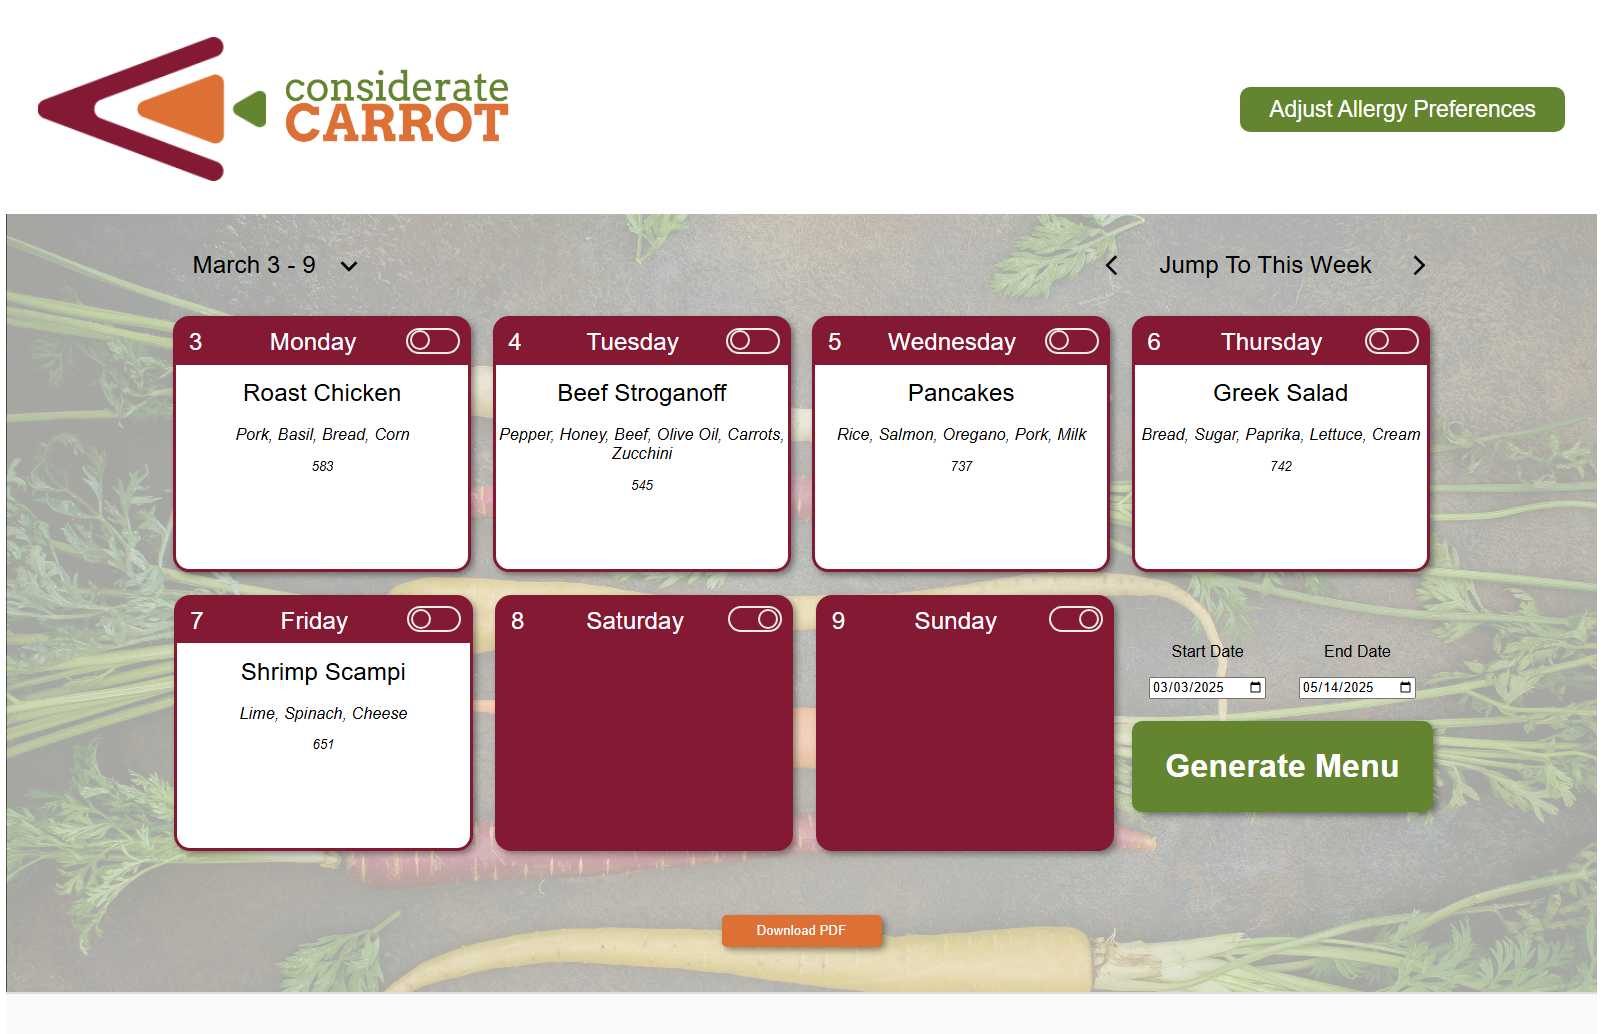 considerate
CARROT
Adjust Allergy Preferences
March 3 - 9
Jump To This Week
3 Monday
Roast Chicken
Pork, Basil, Bread, Corn
583
4 Tuesday
Beef Stroganoff
Pepper, Honey, Beef, Olive Oil, Carrots,
Zucchini
545
5 Wednesday
Pancakes
Rice, Salmon, Oregano, Pork, Milk
737
6 Thursday
Greek Salad
Bread, Sugar, Paprika, Lettuce, Cream
742
7 Friday
Shrimp Scampi
Lime, Spinach, Cheese
651
8 Saturday
9 Sunday
Start Date
03/03/2025
End Date
05/14/2025
Generate Menu
Download PDF